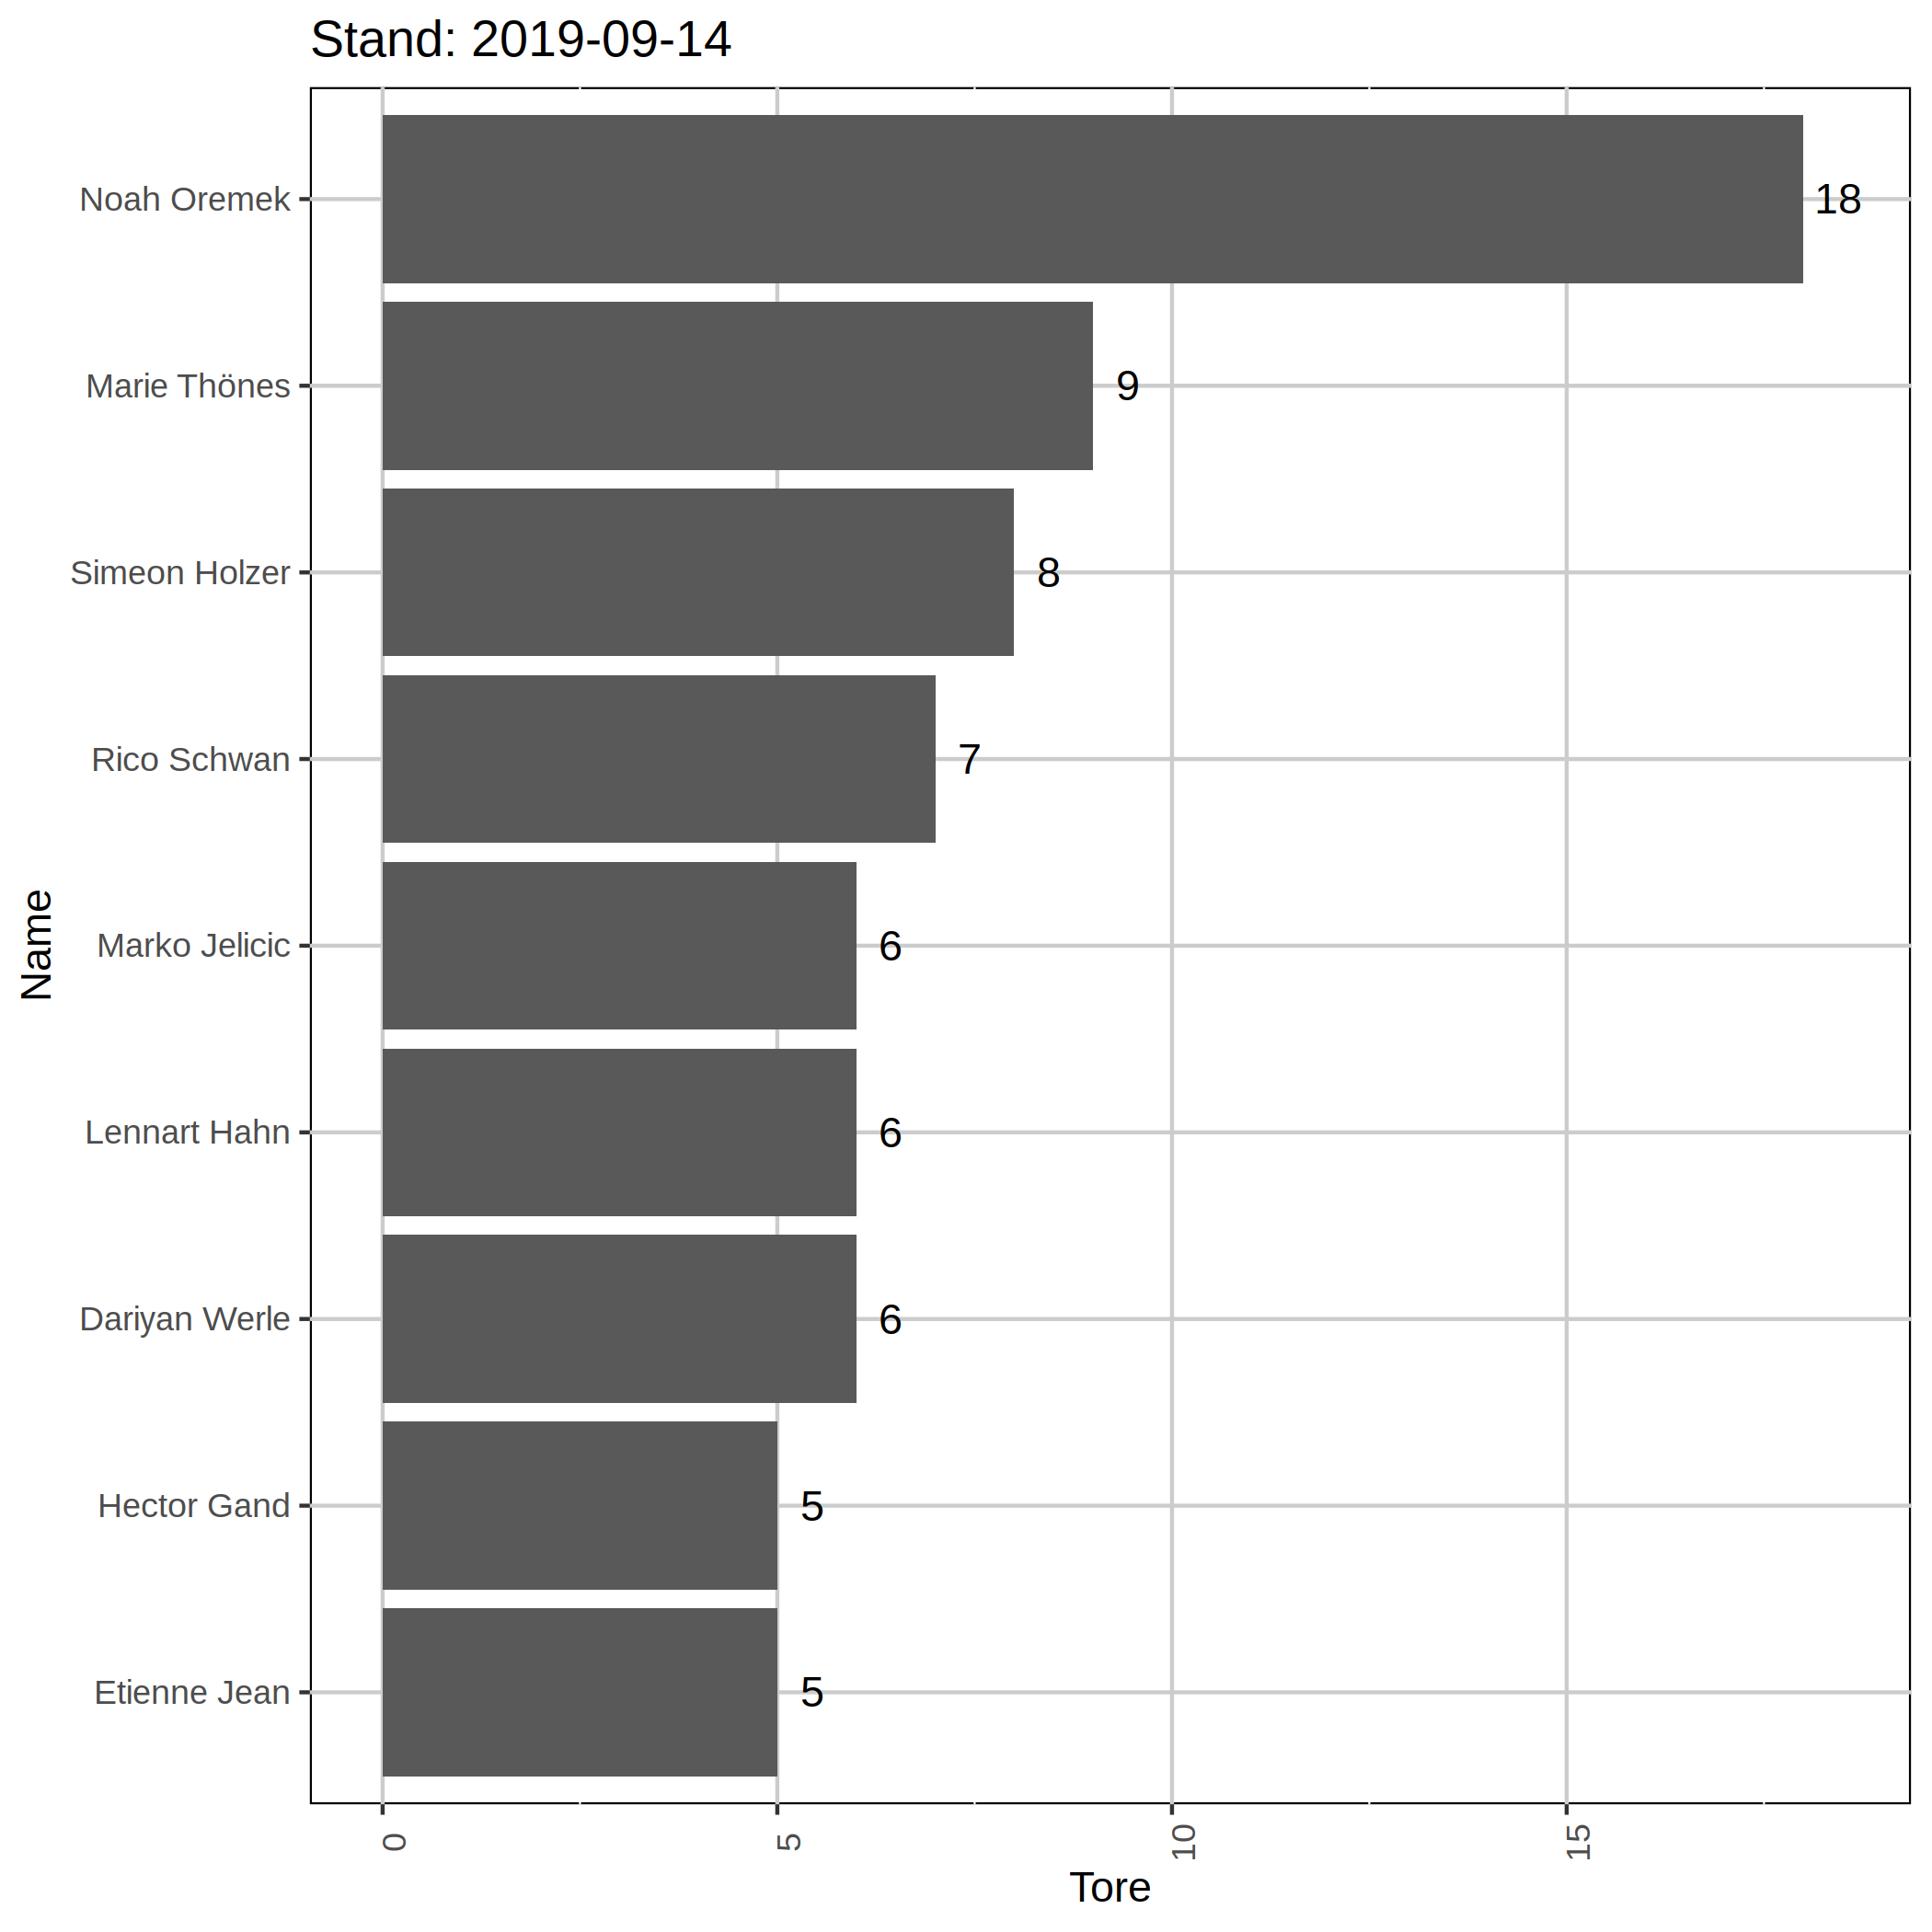 Stand: 2019-09-14
Noah Oremek 18
Marie Thönes 9
Simeon Holzer 8
Rico Schwan 7
Marko Jelicic 6
Lennart Hahn 6
Dariyan Werle 6
Hector Gand 5
Etienne Jean 5
Name
0 5 10 15
Tore